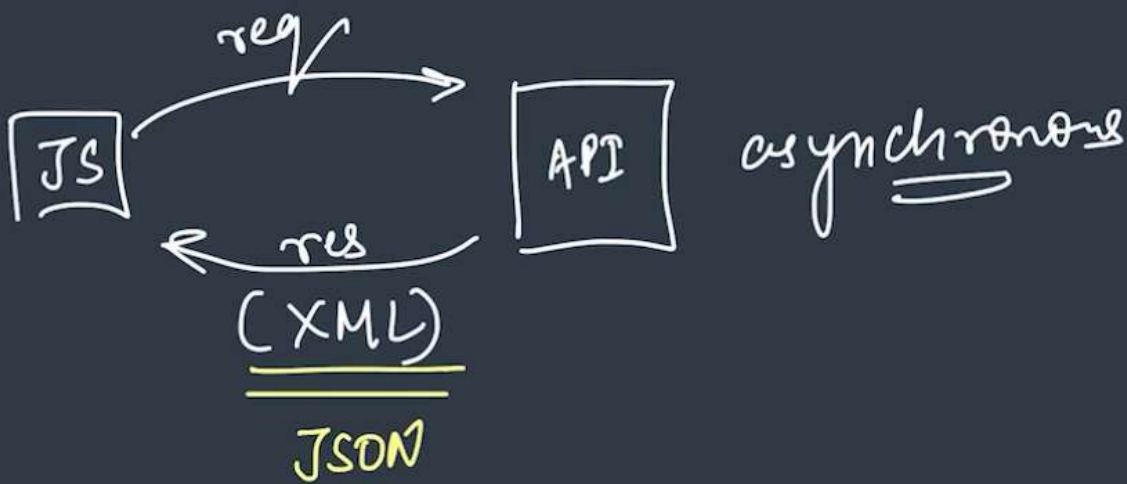 req
JS
API
asynchronous
res
(XML)
JSON